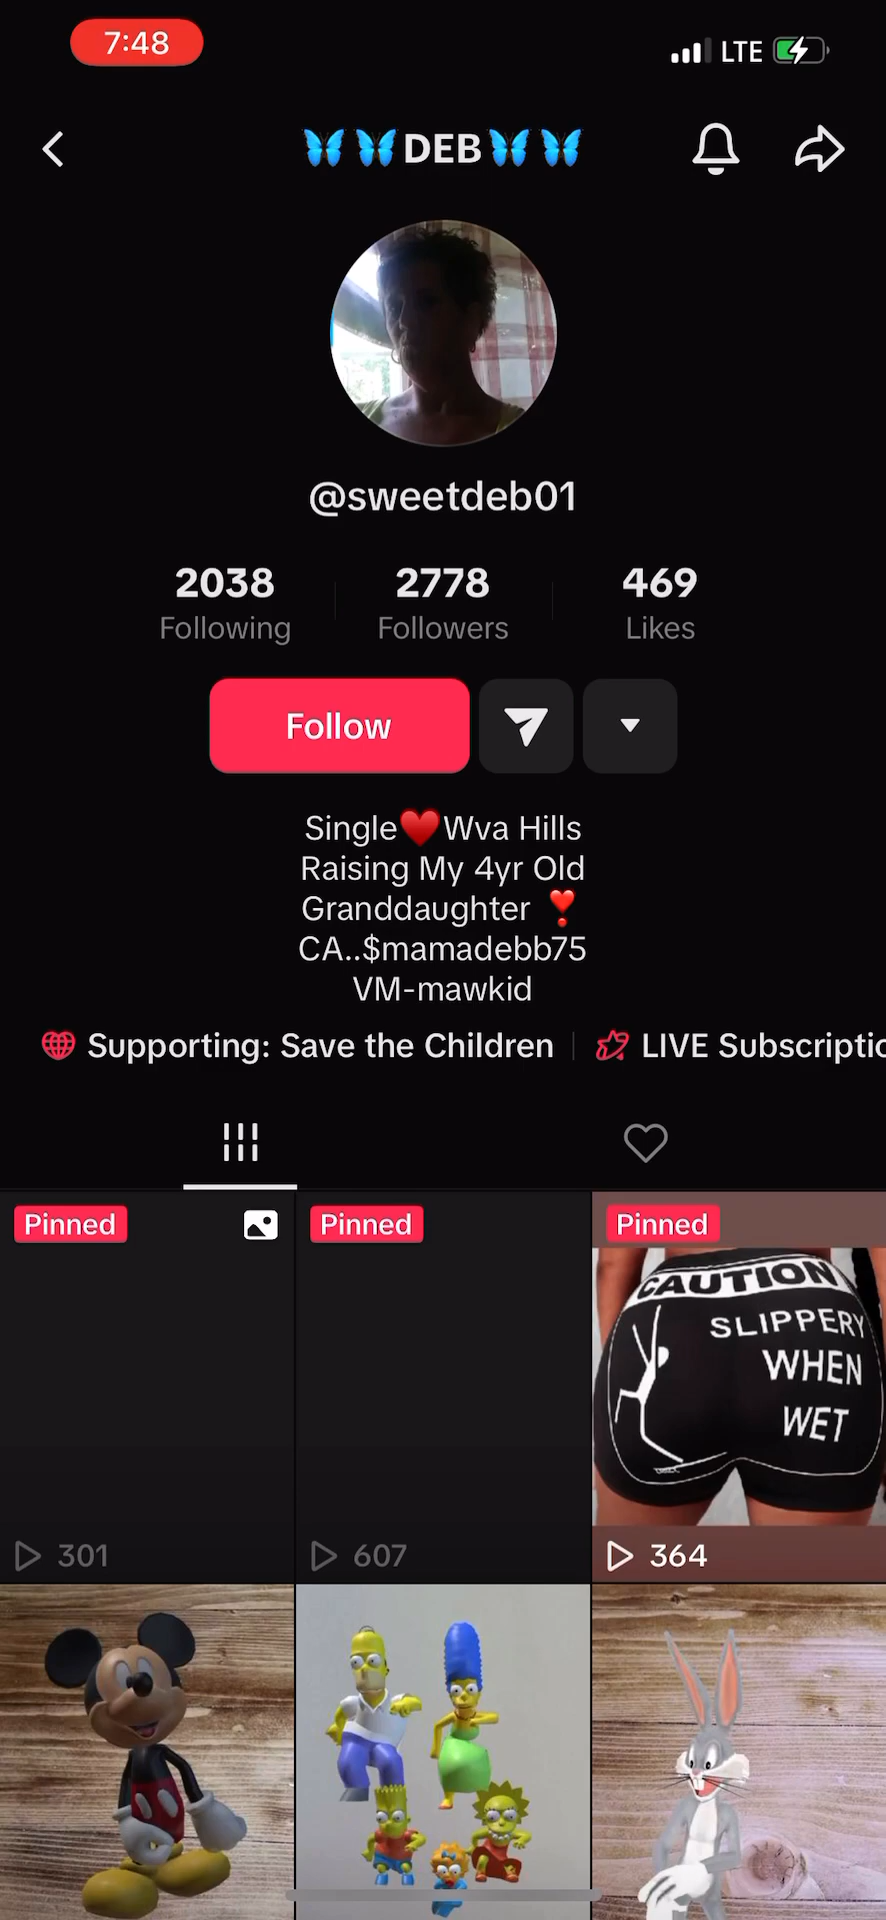 7:48
LTE
🦋🦋DEB🦋🦋
@sweetdeb01
2038
Following
2778
Followers
469
Likes
Follow
Single♥️Wva Hills
Raising My 4yr Old
Granddaughter ❣️
CA..$mamadebb75
VM-mawkid
Supporting: Save the Children
LIVE Subscriptio
Pinned
Pinned
Pinned
CAUTION
SLIPPERY
WHEN
WET
301
607
364